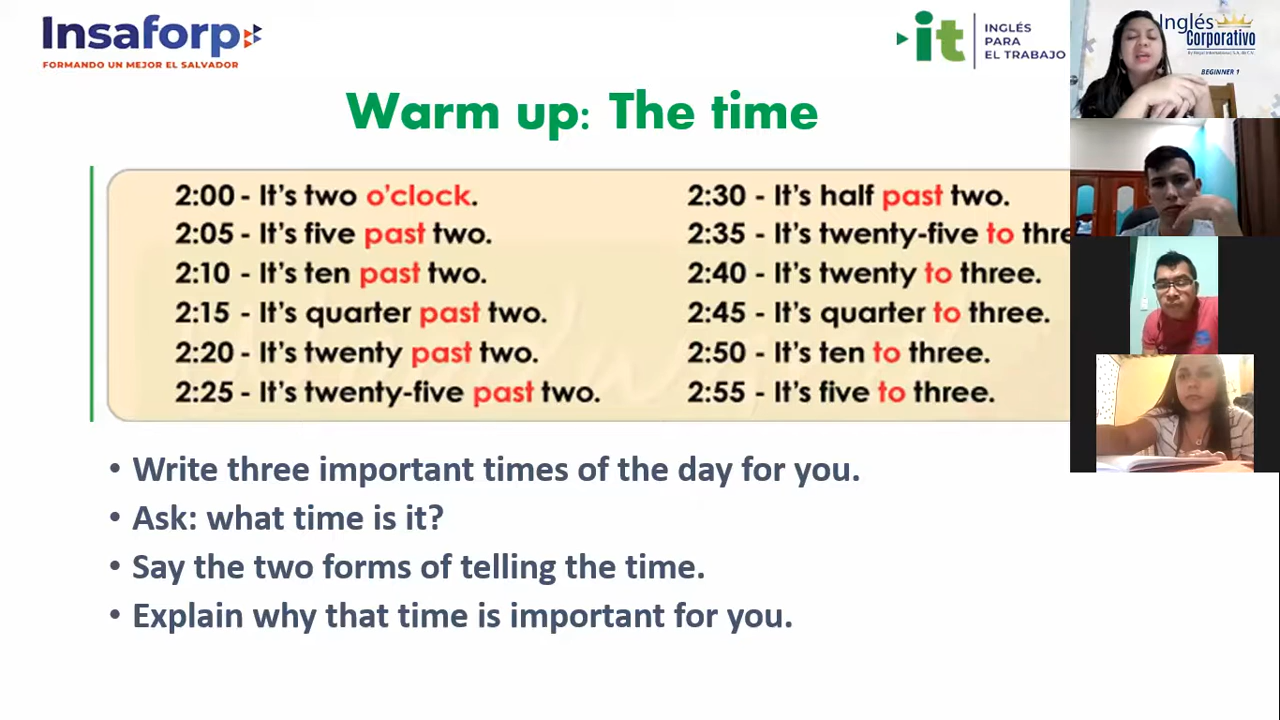 Insaforp
FORMANDO UN MEJOR EL SALVADOR
it
INGLÉS
PARA
EL TRABAJO
Inglés
Corporativo
BEGINNER 1
Warm up: The time
2:00 - It's two o'clock.
2:05 - It's five past two.
2:10 - It's ten past two.
2:15 - It's quarter past two.
2:20 - It's twenty past two.
2:25 - It's twenty-five past two.
2:30 - It's half past two.
2:35 - It's twenty-five to thre
2:40 - It's twenty to three.
2:45 - It's quarter to three.
2:50 - It's ten to three.
2:55 - It's five to three.
• Write three important times of the day for you.
• Ask: what time is it?
• Say the two forms of telling the time.
• Explain why that time is important for you.